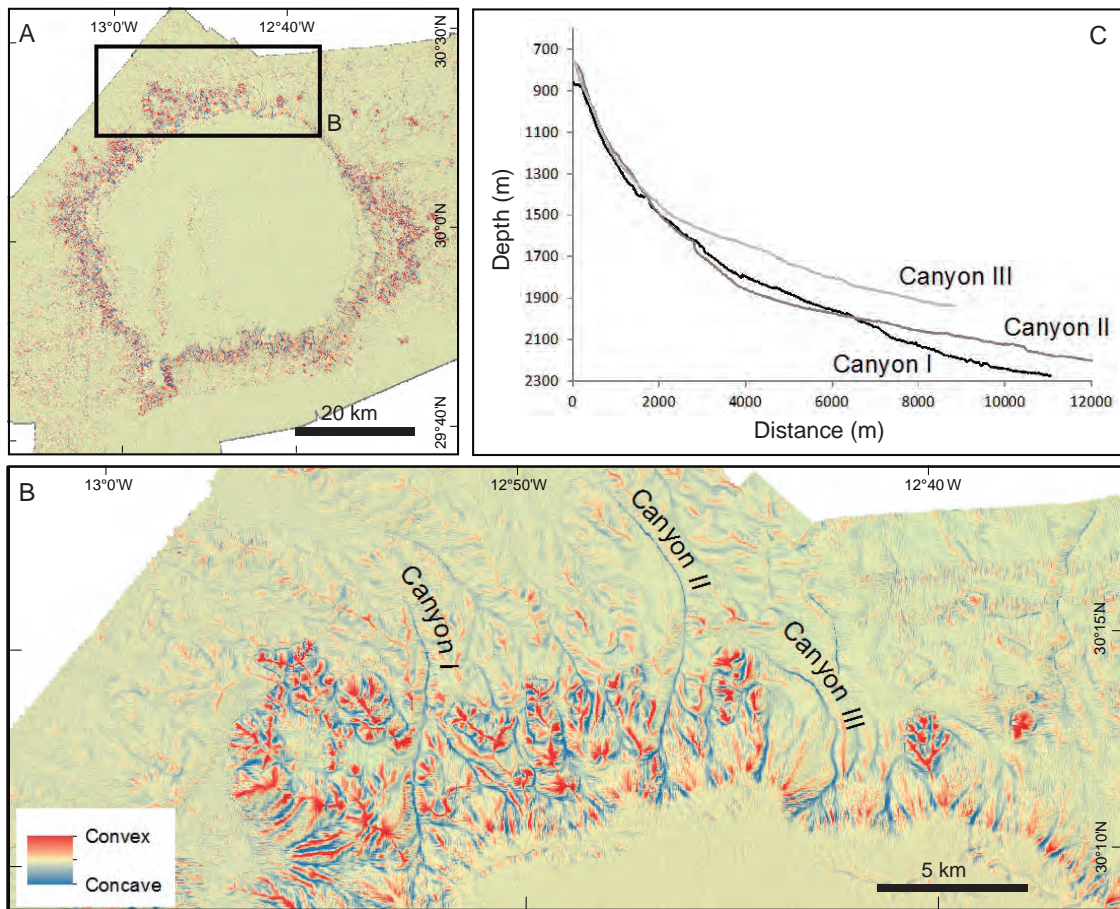 A
13°0'W
12°40'W
30°30'N
B
30°0'N
29°40'N
20 km
C
700
900
1100
1300
1500
1700
1900
2100
2300
Depth (m)
0
2000
4000
6000
8000
10000
12000
Distance (m)
Canyon III
Canyon II
Canyon I
B
13°0'W
12°50'W
12°40'W
Canyon I
Canyon II
Canyon III
30°15'N
30°10'N
Convex
Concave
5 km